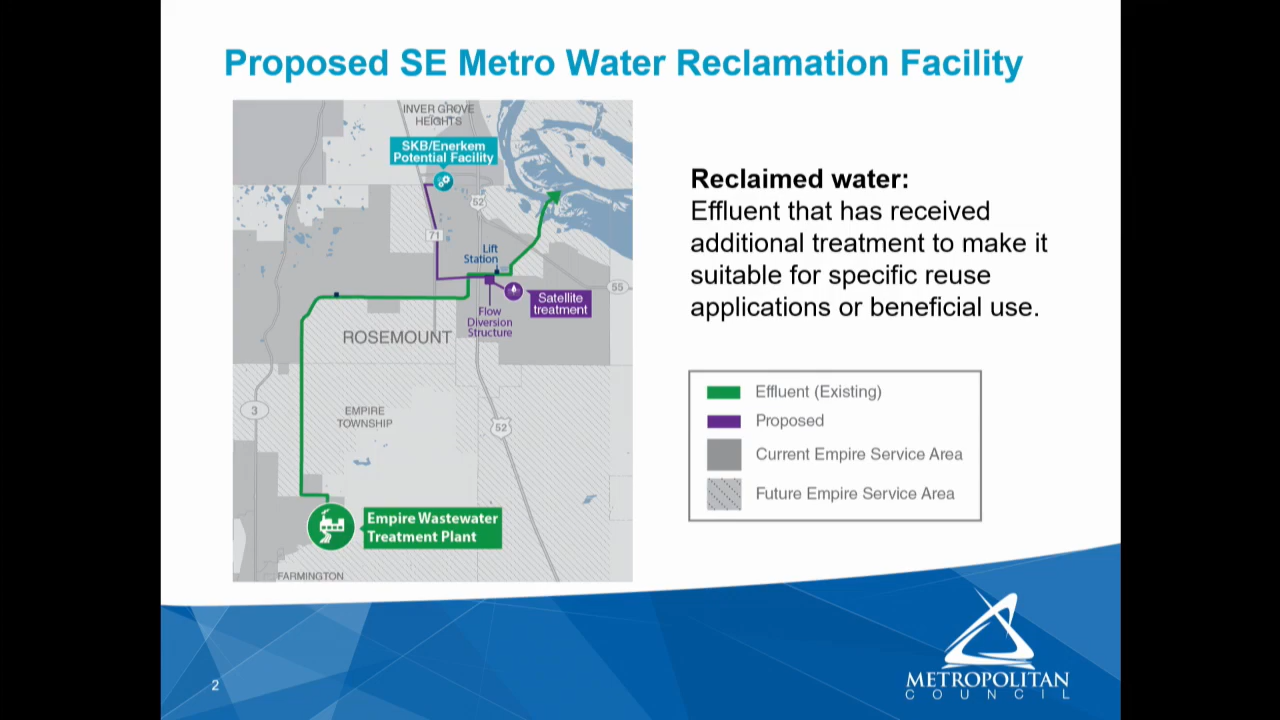 Proposed SE Metro Water Reclamation Facility
INVER GROVE
HEIGHTS
SKB/Enerkem
Potential Facility
52
71
Lift
Station
55
Satellite
treatment
Flow
Diversion
Structure
ROSEMOUNT
3
EMPIRE
TOWNSHIP
52
Empire Wastewater
Treatment Plant
FARMINGTON
Reclaimed water:
Effluent that has received
additional treatment to make it
suitable for specific reuse
applications or beneficial use.
Effluent (Existing)
Proposed
Current Empire Service Area
Future Empire Service Area
2
METROPOLITAN
COUNCIL